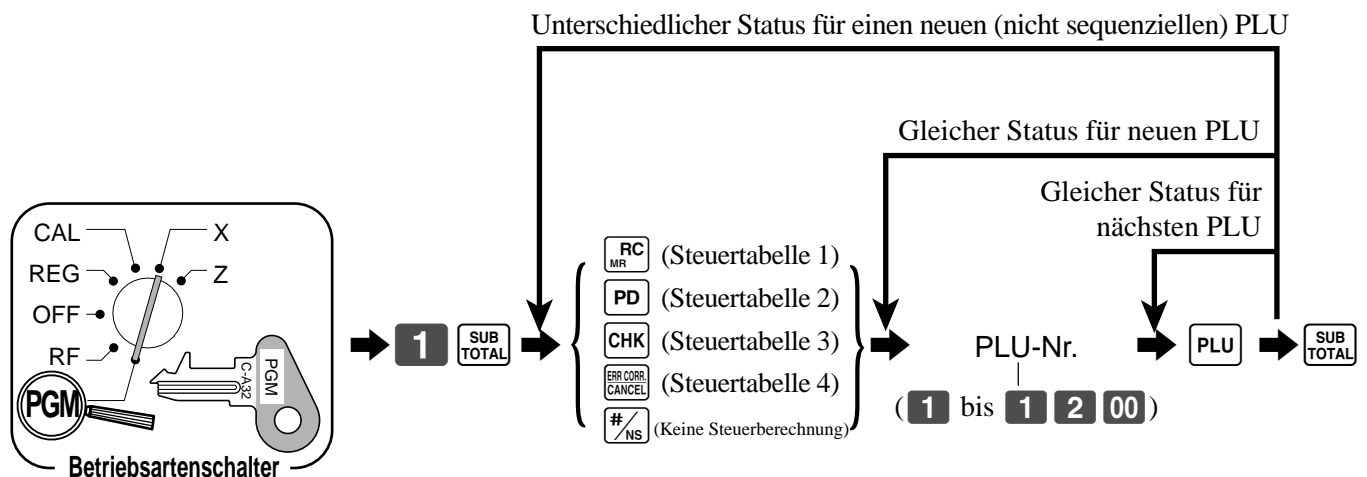 Unterschiedlicher Status für einen neuen (nicht sequenziellen) PLU
Gleicher Status für neuen PLU
Gleicher Status für
nächsten PLU
CAL
X
REG
Z
OFF
RF
PGM
PGM
C-A32
Betriebsartenschalter
1
SUB
TOTAL
RC
MR
(Steuertabelle 1)
PD
(Steuertabelle 2)
CHK
(Steuertabelle 3)
ERR CORR.
CANCEL
(Steuertabelle 4)
#/NS
(Keine Steuerberechnung)
PLU-Nr.
(1 bis 1 2 00)
PLU
SUB
TOTAL